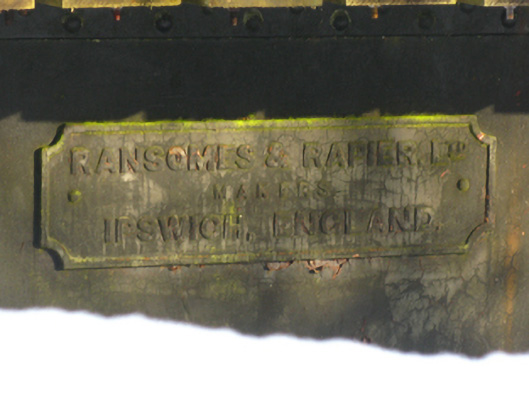 RANSOMES & RAPIER, LTD
MAKERS
IPSWICH, ENGLAND.